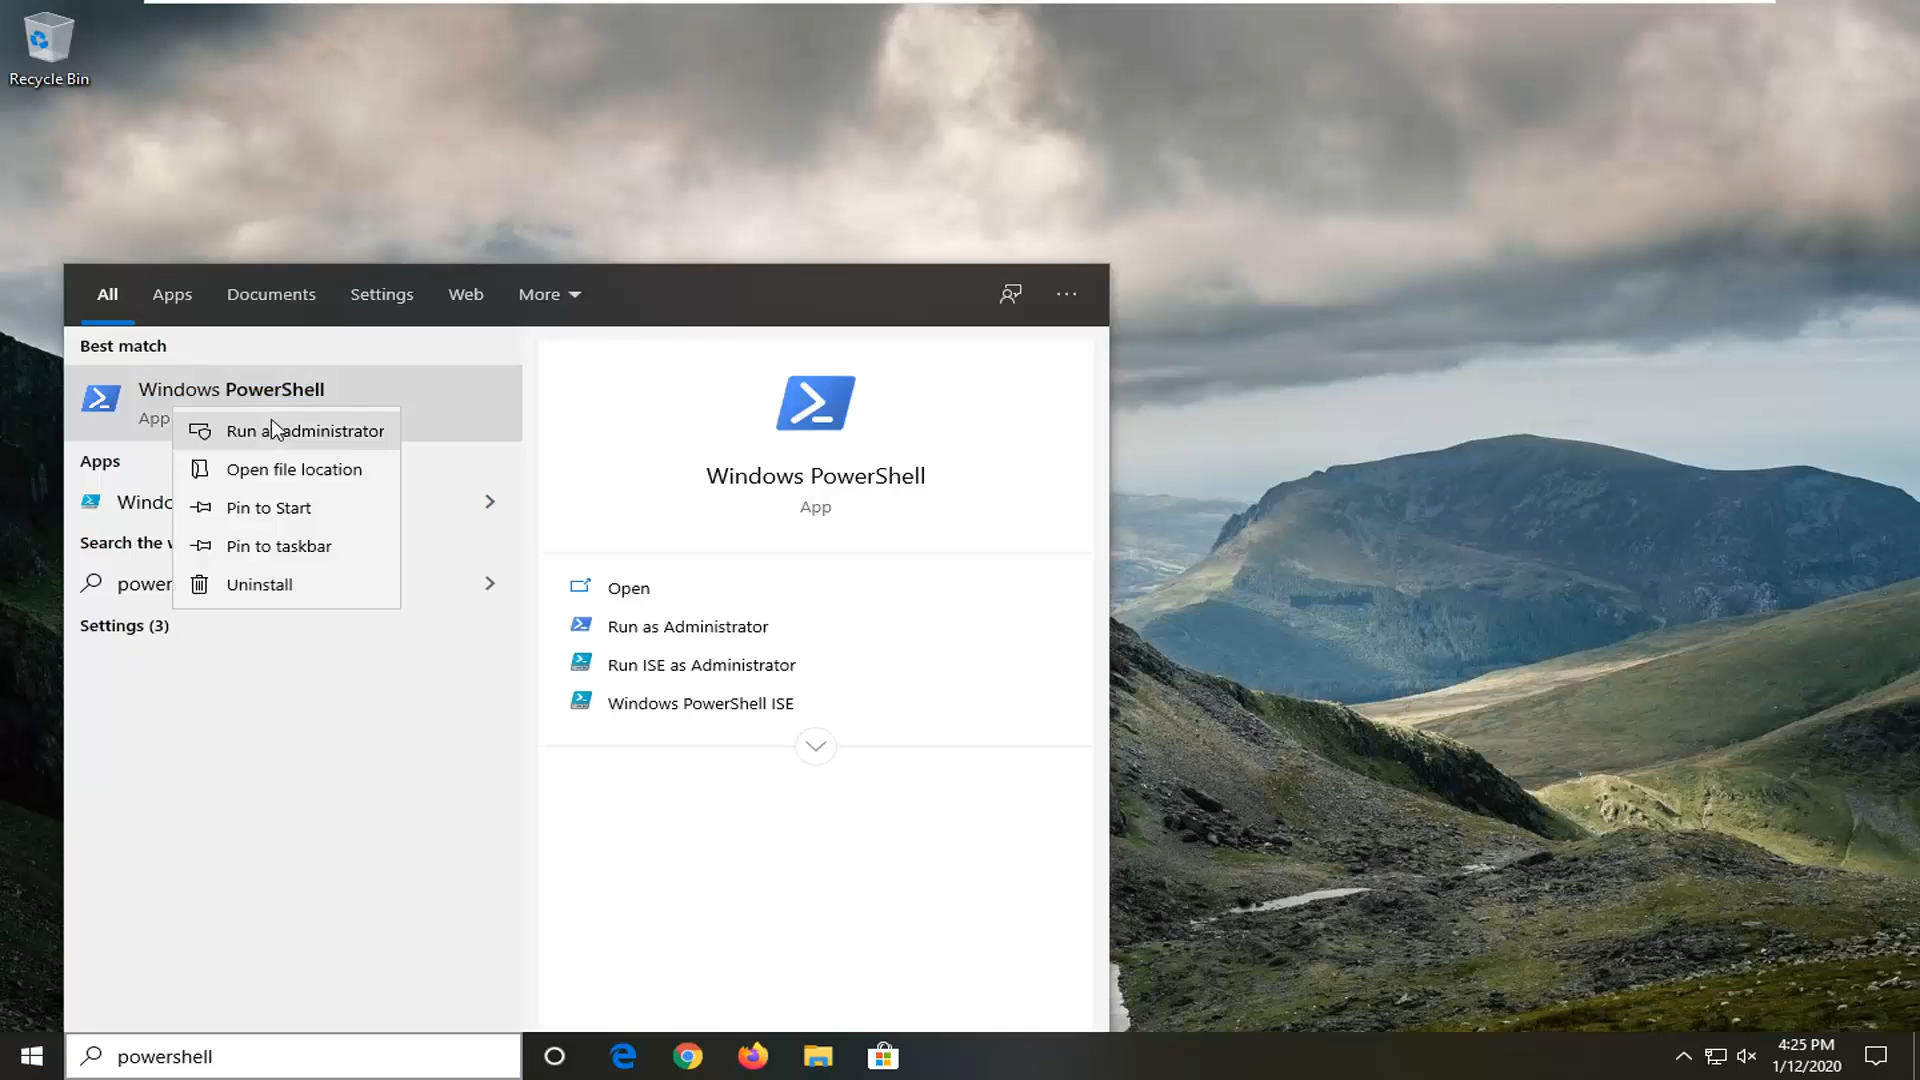 Recycle Bin
All Apps Documents Settings Web More
Best match
Windows PowerShell
App
Run a administrator
Open file location
Pin to Start
Pin to taskbar
Uninstall
Apps
Windo
Search the
power
Settings (3)
Windows PowerShell
App
Open
Run as Administrator
Run ISE as Administrator
Windows PowerShell ISE
powershell
4:25 PM
1/12/2020